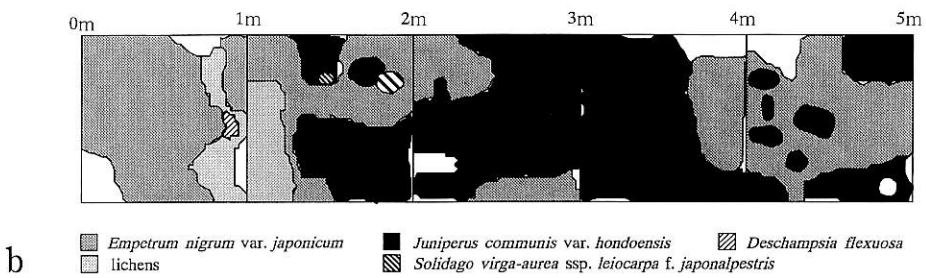 0m 1m 2m 3m 4m 5m
Empetrum nigrum var. japonicum Juniperus communis var. hondoensis Deschampsia flexuosa
b lichens Solidago virga-aurea ssp. leiocarpa f. japonalpestris